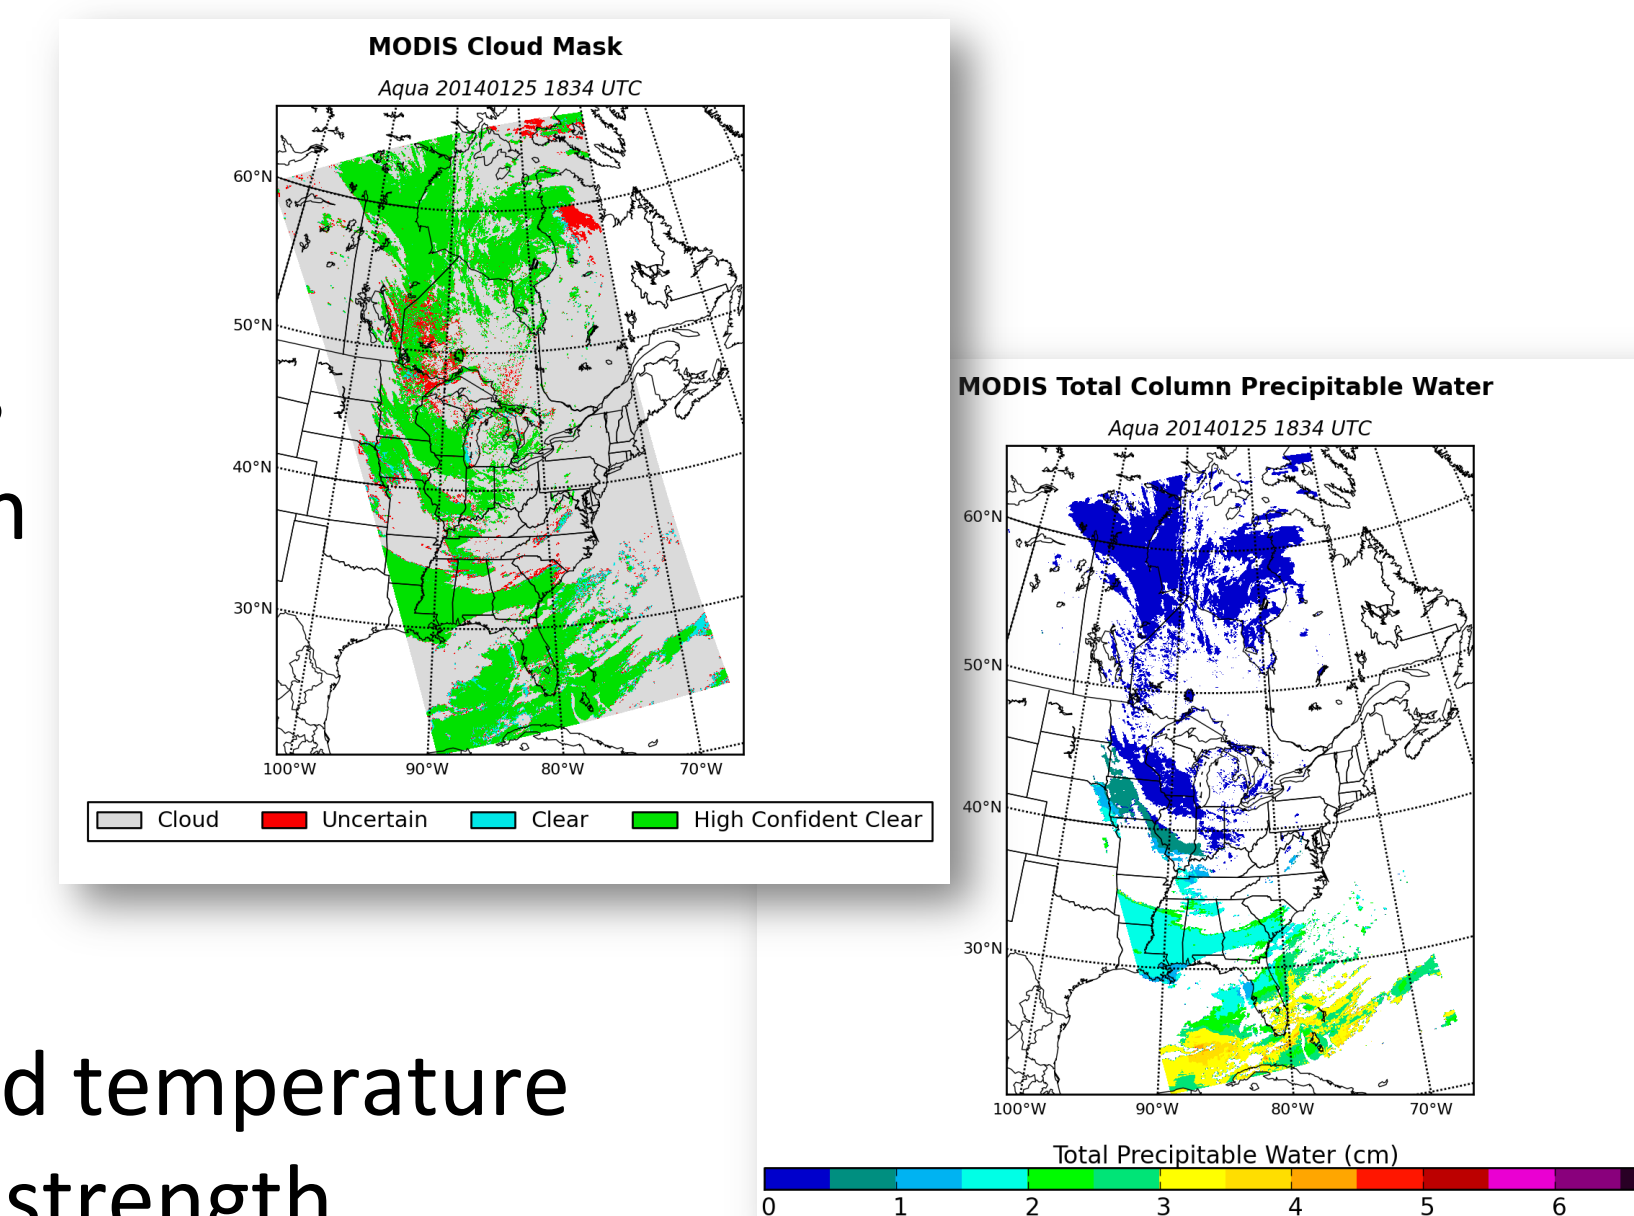 MODIS Cloud Mask
Aqua 20140125 1834 UTC
60°N
50°N
40°N
30°N
100°W 90°W 80°W 70°W
Cloud Uncertain Clear High Confident Clear
MODIS Total Column Precipitable Water
Aqua 20140125 1834 UTC
60°N
50°N
40°N
30°N
100°W 90°W 80°W 70°W
Total Precipitable Water (cm)
0 1 2 3 4 5 6
n
d temperature
strength